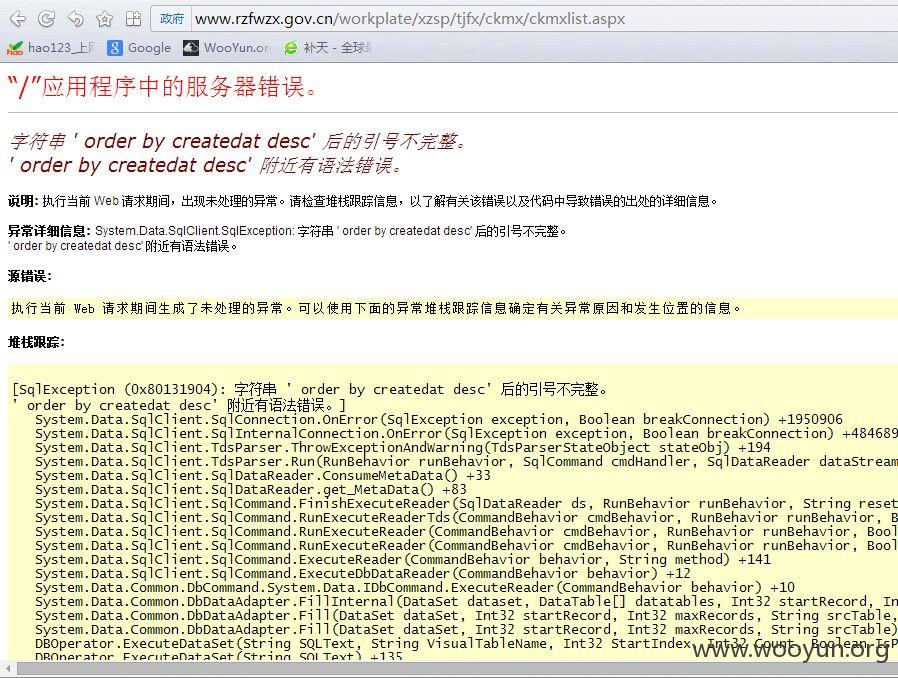 政府 www.rzfwzx.gov.cn/workplate/xzsp/tjfx/ckmx/ckmxlist.aspx
hao123_上网 Google WooYun.org 补天 - 全球
“/”应用程序中的服务器错误。
字符串 ' order by createdat desc' 后的引号不完整。
' order by createdat desc' 附近有语法错误。
说明: 执行当前 Web 请求期间，出现未处理的异常。请检查堆栈跟踪信息，以了解有关该错误以及代码中导致错误的出处的详细信息。
异常详细信息: System.Data.SqlClient.SqlException: 字符串 ' order by createdat desc' 后的引号不完整。
' order by createdat desc' 附近有语法错误。
源错误:
执行当前 Web 请求期间生成了未处理的异常。可以使用下面的异常堆栈跟踪信息确定有关异常原因和发生位置的信息。
堆栈跟踪:
[SqlException (0x80131904): 字符串 ' order by createdat desc' 后的引号不完整。
' order by createdat desc' 附近有语法错误。]
System.Data.SqlClient.SqlConnection.OnError(SqlException exception, Boolean breakConnection) +1950906
System.Data.SqlClient.SqlInternalConnection.OnError(SqlException exception, Boolean breakConnection) +484689
System.Data.SqlClient.TdsParser.ThrowExceptionAndWarning(TdsParserStateObject stateObj) +194
System.Data.SqlClient.TdsParser.Run(RunBehavior runBehavior, SqlCommand cmdHandler, SqlDataReader dataStream
System.Data.SqlClient.SqlDataReader.ConsumeMetaData() +33
System.Data.SqlClient.SqlDataReader.get_MetaData() +83
System.Data.SqlClient.SqlCommand.FinishExecuteReader(SqlDataReader ds, RunBehavior runBehavior, String reset
System.Data.SqlClient.SqlCommand.RunExecuteReaderTds(CommandBehavior cmdBehavior, RunBehavior runBehavior, B
System.Data.SqlClient.SqlCommand.RunExecuteReader(CommandBehavior cmdBehavior, RunBehavior runBehavior, Bool
System.Data.SqlClient.SqlCommand.RunExecuteReader(CommandBehavior cmdBehavior, RunBehavior runBehavior, Bool
System.Data.SqlClient.SqlCommand.ExecuteReader(CommandBehavior behavior, String method) +141
System.Data.SqlClient.SqlCommand.ExecuteDbDataReader(CommandBehavior behavior) +12
System.Data.Common.DbCommand.System.Data.IDbCommand.ExecuteReader(CommandBehavior behavior) +10
System.Data.Common.DbDataAdapter.FillInternal(DataSet dataset, DataTable[] datatables, Int32 startRecord, In
System.Data.Common.DbDataAdapter.Fill(DataSet dataSet, Int32 startRecord, Int32 maxRecords, String srcTable,
System.Data.Common.DbDataAdapter.Fill(DataSet dataSet, Int32 startRecord, Int32 maxRecords, String srcTable)
DBOperator.ExecuteDataSet(String SQLText, String VisualTableName, Int32 StartIndex, Int32 Count, Boolean IsP
DBOperator.ExecuteDataSet(String SQLText) +135
www.wooyun.org